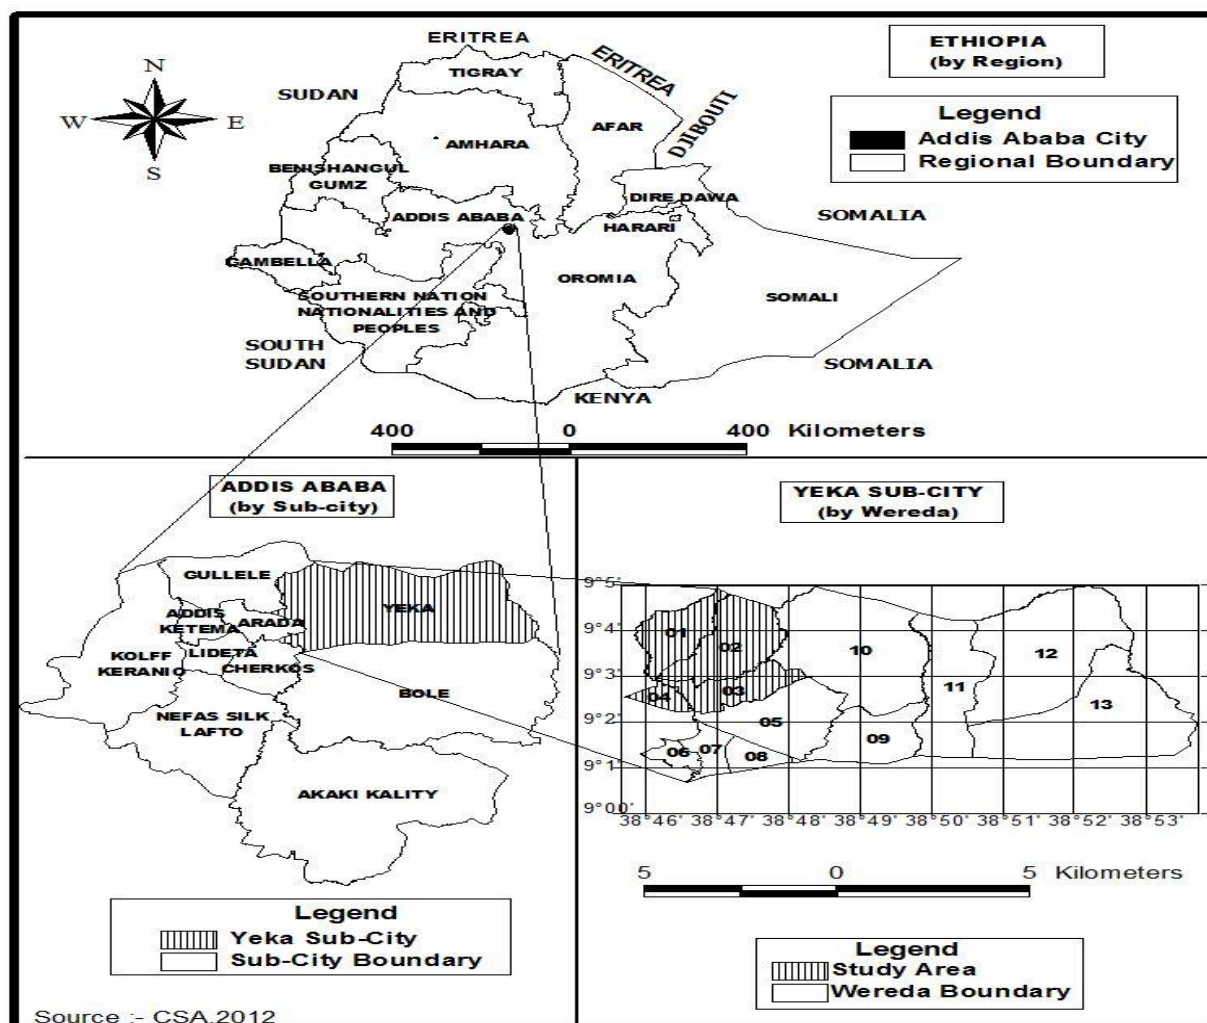 ERITREA
ETHIOPIA
(by Region)
N
W
E
S
TIGRAY
ERITREA
SUDAN
DJIBOUTI
Legend
Addis Ababa City
Regional Boundary
AFAR
AMHARA
BENISHANGUL
GUMZ
DIRE DAWA
ADDIS ABABA
SOMALIA
HARARI
GAMBELLA
OROMIA
SOUTHERN NATION
NATIONALITIES AND
PEOPLES
SOMALI
SOUTH
SUDAN
SOMALIA
KENYA
400 0 400 Kilometers
ADDIS ABABA
(by Sub-city)
GULLELE
YEKA
ADDIS
KETEMA
ARADA
KOLFF
KERANIO
LIDETA
CHERKOS
BOLE
NEFAS SILK
LAFTO
AKAKI KALITY
Legend
Yeka Sub-City
Sub-City Boundary
Source :- CSA,2012
YEKA SUB-CITY
(by Wereda)
9°5'
9°4'
9°3'
9°2'
9°1'
9°00'
01
02
10
12
04
03
11
13
05
06
07
08
09
38°46' 38°47' 38°48' 38°49' 38°50' 38°51' 38°52' 38°53'
5 0 5 Kilometers
Legend
Study Area
Wereda Boundary